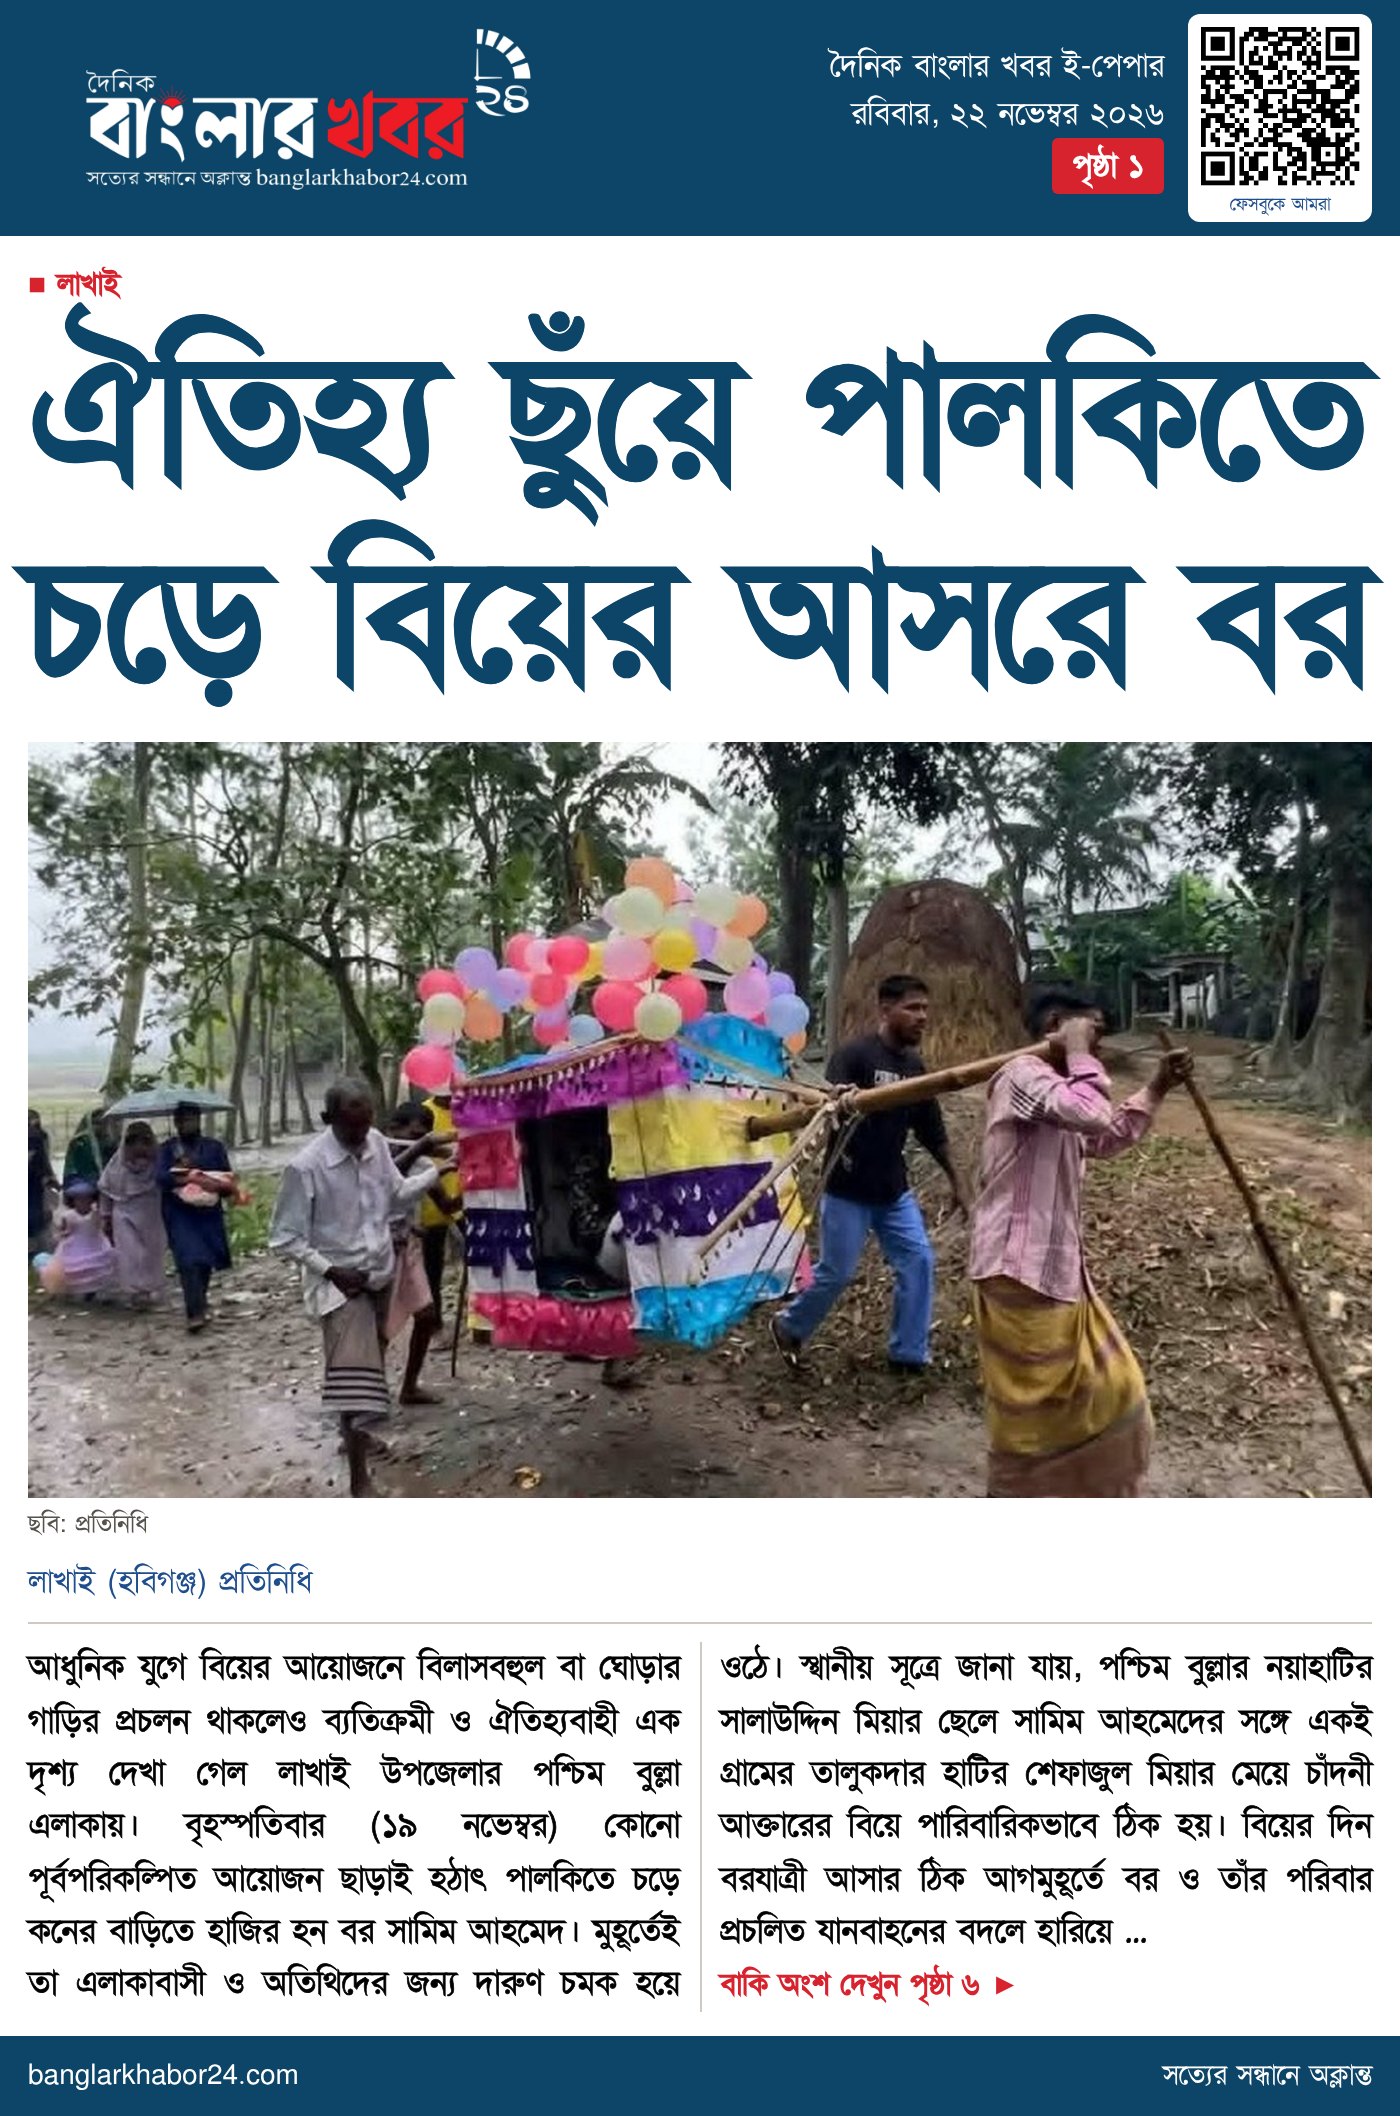 দৈনিক
বাংলার খবর
২৪
সত্যের সন্ধানে অক্লান্ত banglarkhabor24.com
দৈনিক বাংলার খবর ই-পেপার
রবিবার, ২২ নভেম্বর ২০২৬
পৃষ্ঠা ১
ফেসবুকে আমরা
■ লাখাই
ঐতিহ্য ছুঁয়ে পালকিতে
চড়ে বিয়ের আসরে বর
ছবি: প্রতিনিধি
লাখাই (হবিগঞ্জ) প্রতিনিধি
আধুনিক যুগে বিয়ের আয়োজনে বিলাসবহুল বা ঘোড়ার
গাড়ির প্রচলন থাকলেও ব্যতিক্রমী ও ঐতিহ্যবাহী এক
দৃশ্য দেখা গেল লাখাই উপজেলার পশ্চিম বুল্লা
এলাকায়। বৃহস্পতিবার (১৯ নভেম্বর) কোনো
পূর্বপরিকল্পিত আয়োজন ছাড়াই হঠাৎ পালকিতে চড়ে
কনের বাড়িতে হাজির হন বর সামিম আহমেদ। মুহূর্তেই
তা এলাকাবাসী ও অতিথিদের জন্য দারুণ চমক হয়ে
ওঠে। স্থানীয় সূত্রে জানা যায়, পশ্চিম বুল্লার নয়াহাটির
সালাউদ্দিন মিয়ার ছেলে সামিম আহমেদের সঙ্গে একই
গ্রামের তালুকদার হাটির শেফাজুল মিয়ার মেয়ে চাঁদনী
আক্তারের বিয়ে পারিবারিকভাবে ঠিক হয়। বিয়ের দিন
বরযাত্রী আসার ঠিক আগমুহূর্তে বর ও তাঁর পরিবার
প্রচলিত যানবাহনের বদলে হারিয়ে ...
বাকি অংশ দেখুন পৃষ্ঠা ৬ ►
banglarkhabor24.com
সত্যের সন্ধানে অক্লান্ত